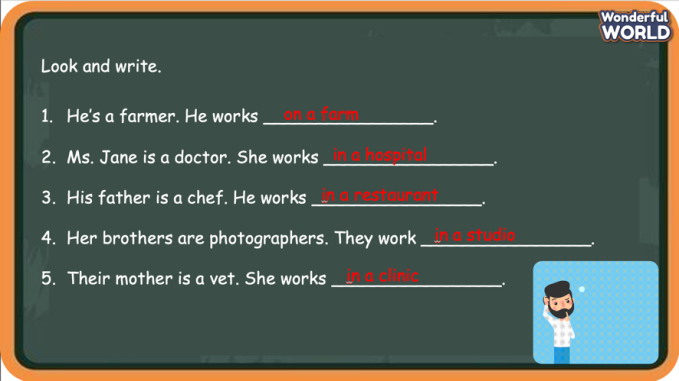 Wonderful
WORLD
Look and write.
1. He's a farmer. He works on a farm.
2. Ms. Jane is a doctor. She works in a hospital.
3. His father is a chef. He works in a restaurant.
4. Her brothers are photographers. They work in a studio.
5. Their mother is a vet. She works in a clinic.